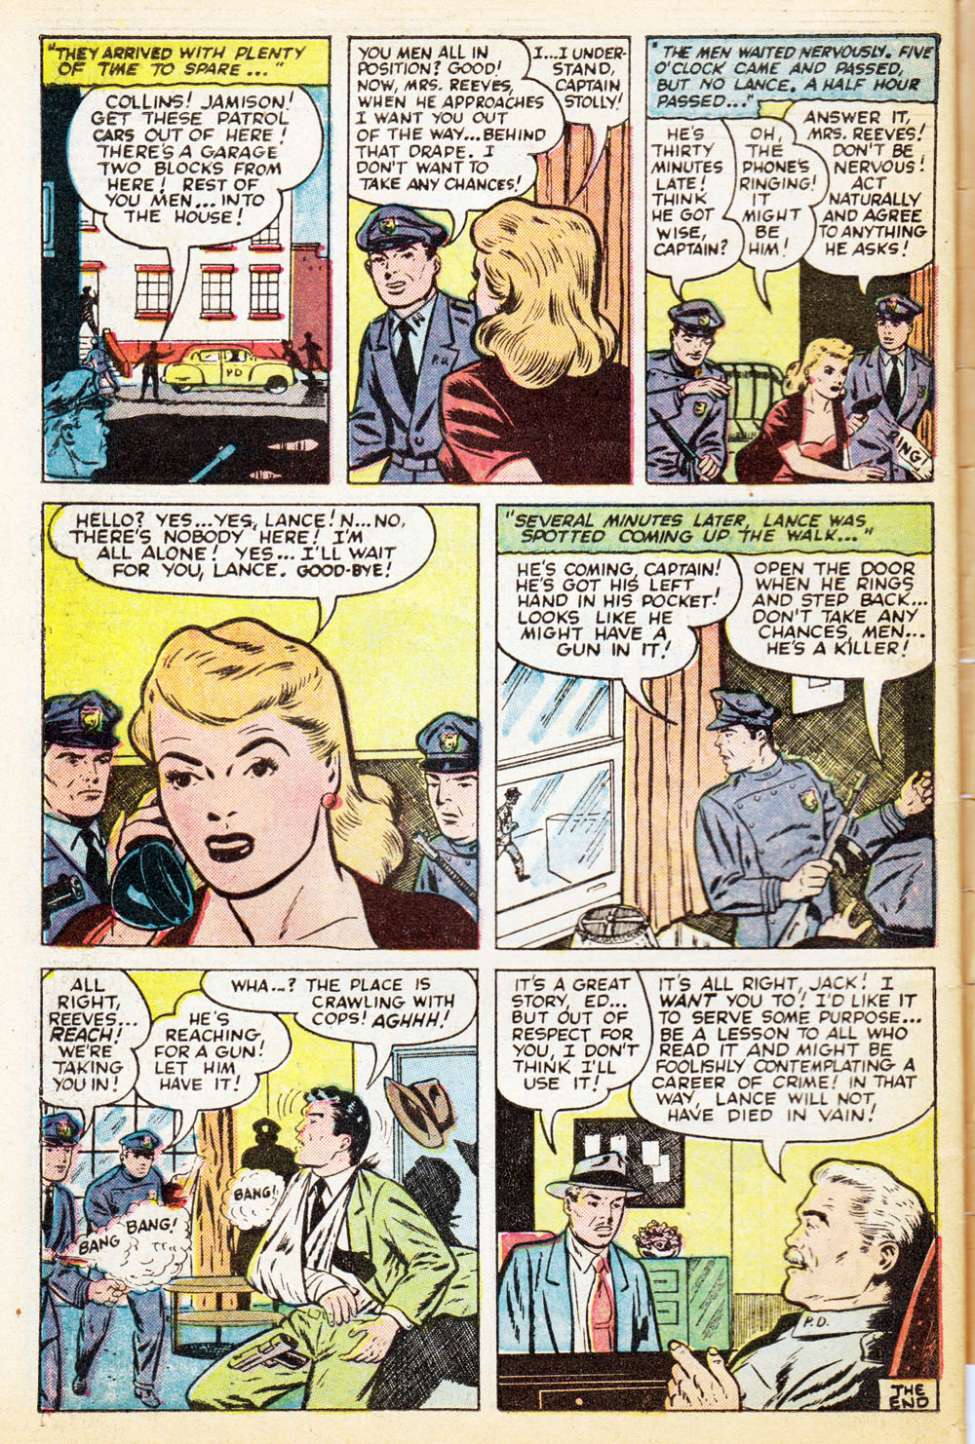 "THEY ARRIVED WITH PLENTY
OF TIME TO SPARE..."
COLLINS! JAMISON!
GET THESE PATROL
CARS OUT OF HERE!
THERE'S A GARAGE
TWO BLOCKS FROM
HERE! REST OF
YOU MEN...INTO
THE HOUSE!
PD
YOU MEN ALL IN
POSITION? GOOD!
NOW, MRS. REEVES,
WHEN HE APPROACHES
I WANT YOU OUT
OF THE WAY...BEHIND
THAT DRAPE. I
DON'T WANT TO
TAKE ANY CHANCES!
I...I UNDER-
STAND,
CAPTAIN
STOLLY!
P.D.
"THE MEN WAITED NERVOUSLY. FIVE
O'CLOCK CAME AND PASSED,
BUT NO LANCE. A HALF HOUR
PASSED..."
HE'S
THIRTY
MINUTES
LATE!
THINK
HE GOT
WISE,
CAPTAIN?
OH,
THE
PHONE'S
RINGING!
IT
MIGHT
BE
HIM!
ANSWER IT,
MRS. REEVES!
DON'T BE
NERVOUS!
ACT
NATURALLY
AND AGREE
TO ANYTHING
HE ASKS!
RING!
HELLO? YES...YES, LANCE! N...NO,
THERE'S NOBODY HERE! I'M
ALL ALONE! YES... I'LL WAIT
FOR YOU, LANCE. GOOD-BYE!
"SEVERAL MINUTES LATER, LANCE WAS
SPOTTED COMING UP THE WALK..."
HE'S COMING, CAPTAIN!
HE'S GOT HIS LEFT
HAND IN HIS POCKET!
LOOKS LIKE HE
MIGHT HAVE A
GUN IN IT!
OPEN THE DOOR
WHEN HE RINGS
AND STEP BACK...
DON'T TAKE ANY
CHANCES, MEN...
HE'S A KILLER!
ALL
RIGHT,
REEVES...
REACH!
WE'RE
TAKING
YOU IN!
HE'S
REACHING
FOR A GUN!
LET HIM
HAVE IT!
WHA...? THE PLACE IS
CRAWLING WITH
COPS! AGHHH!
BANG!
BANG!
BANG
IT'S A GREAT
STORY, ED...
BUT OUT OF
RESPECT FOR
YOU, I DON'T
THINK I'LL
USE IT!
IT'S ALL RIGHT, JACK! I
WANT YOU TO! I'D LIKE IT
TO SERVE SOME PURPOSE...
BE A LESSON TO ALL WHO
READ IT AND MIGHT BE
FOOLISHLY CONTEMPLATING A
CAREER OF CRIME! IN THAT
WAY, LANCE WILL NOT
HAVE DIED IN VAIN!
P.D.
THE
END